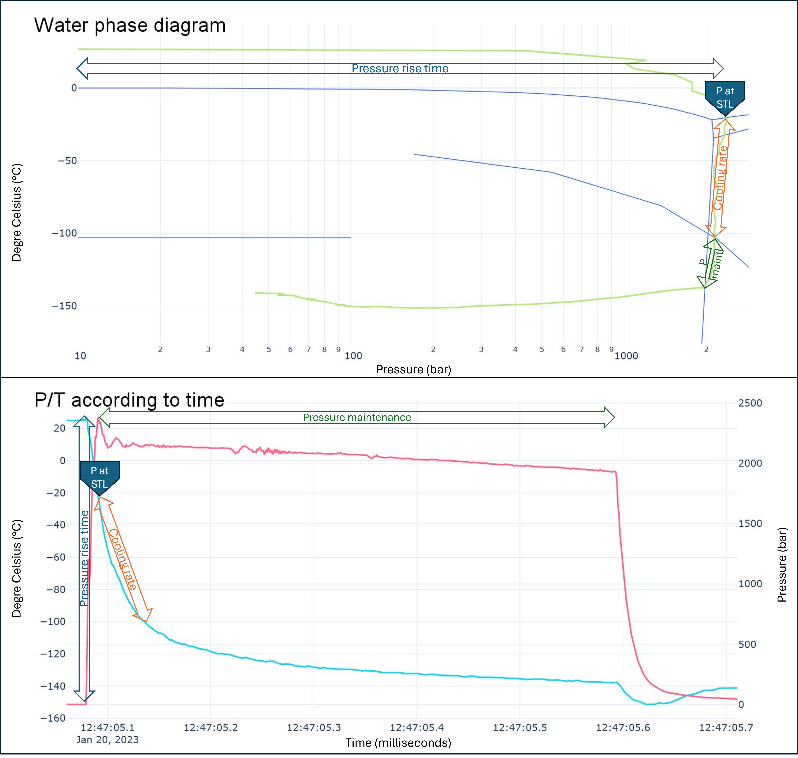 Water phase diagram
Pressure rise time
0
−50
−100
−150
Degre Celsius (°C)
P at
STL
Cooling rate
P
maint
10
2
3
4
5
6
7
8
9
100
2
3
4
5
6
7
8
9
1000
2
Pressure (bar)
P/T according to time
Pressure maintenance
20
0
−20
−40
−60
−80
−100
−120
−140
−160
Degre Celsius (°C)
P at
STL
Pressure rise time
Cooling rate
2500
2000
1500
1000
500
0
Pressure (bar)
12:47:05.1
12:47:05.2
12:47:05.3
12:47:05.4
12:47:05.5
12:47:05.6
12:47:05.7
Jan 20, 2023
Time (milliseconds)